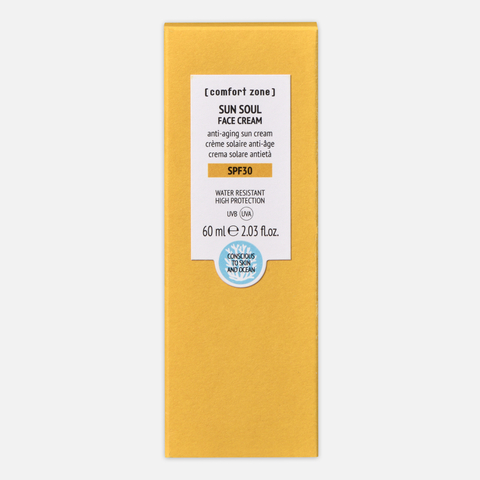 [ comfort zone ]
SUN SOUL
FACE CREAM
anti-aging sun cream
crème solaire anti-âge
crema solare antietà
SPF30
WATER RESISTANT
HIGH PROTECTION
UVB UVA
60 ml ℮ 2.03 fl.oz.
CONSCIOUS
TO SKIN
AND OCEAN